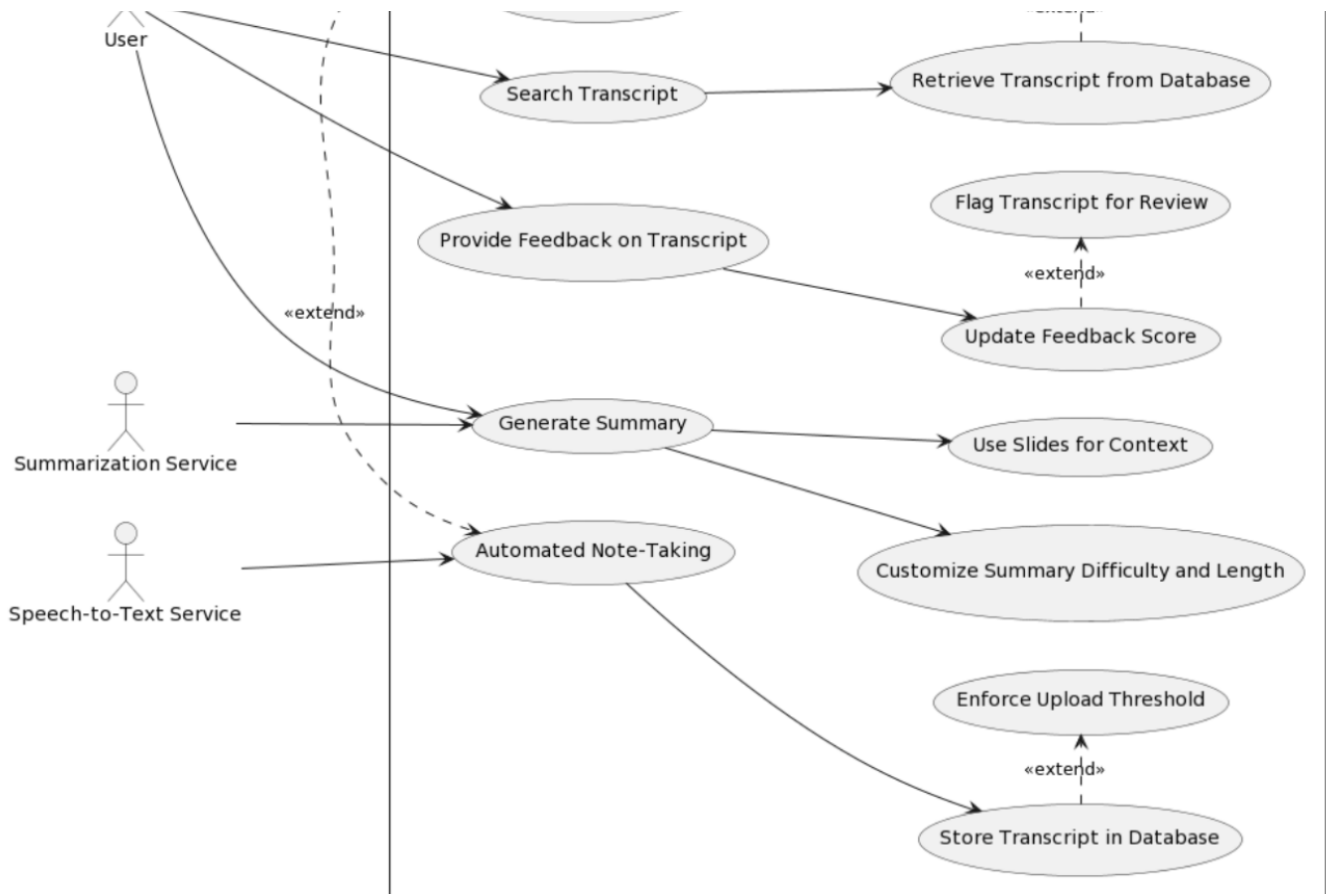 «extend»
User
Search Transcript
Retrieve Transcript from Database
Flag Transcript for Review
Provide Feedback on Transcript
«extend»
«extend»
Update Feedback Score
Generate Summary
Use Slides for Context
Summarization Service
Automated Note-Taking
Customize Summary Difficulty and Length
Speech-to-Text Service
Enforce Upload Threshold
«extend»
Store Transcript in Database